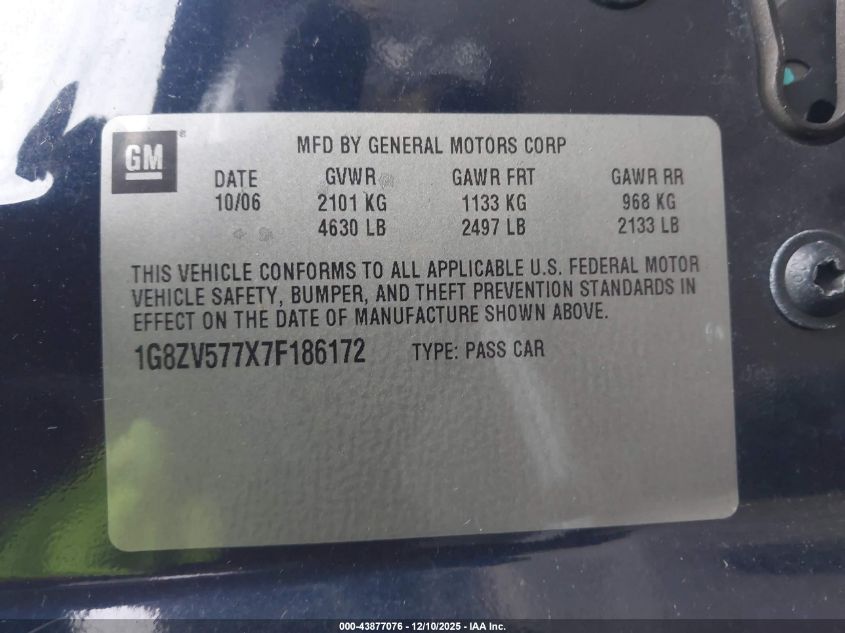 GM ®
MFD BY GENERAL MOTORS CORP
DATE GVWR GAWR FRT GAWR RR
10/06 2101 KG 1133 KG 968 KG
4630 LB 2497 LB 2133 LB
THIS VEHICLE CONFORMS TO ALL APPLICABLE U.S. FEDERAL MOTOR
VEHICLE SAFETY, BUMPER, AND THEFT PREVENTION STANDARDS IN
EFFECT ON THE DATE OF MANUFACTURE SHOWN ABOVE.
1G8ZV577X7F186172 TYPE: PASS CAR
000-43877076 - 12/10/2025 - IAA Inc.